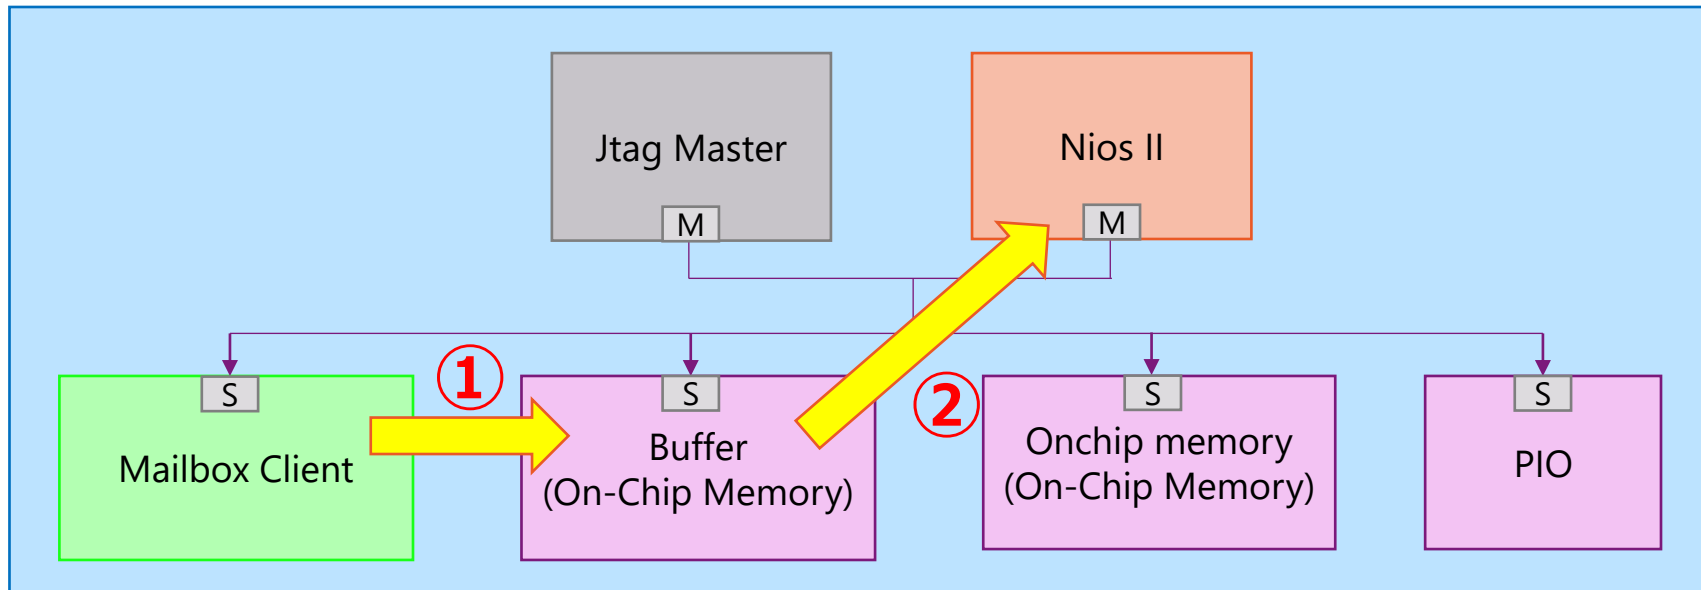 Jtag Master
M
Nios II
M
①
②
S
Mailbox Client
S
Buffer
(On-Chip Memory)
S
Onchip memory
(On-Chip Memory)
S
PIO